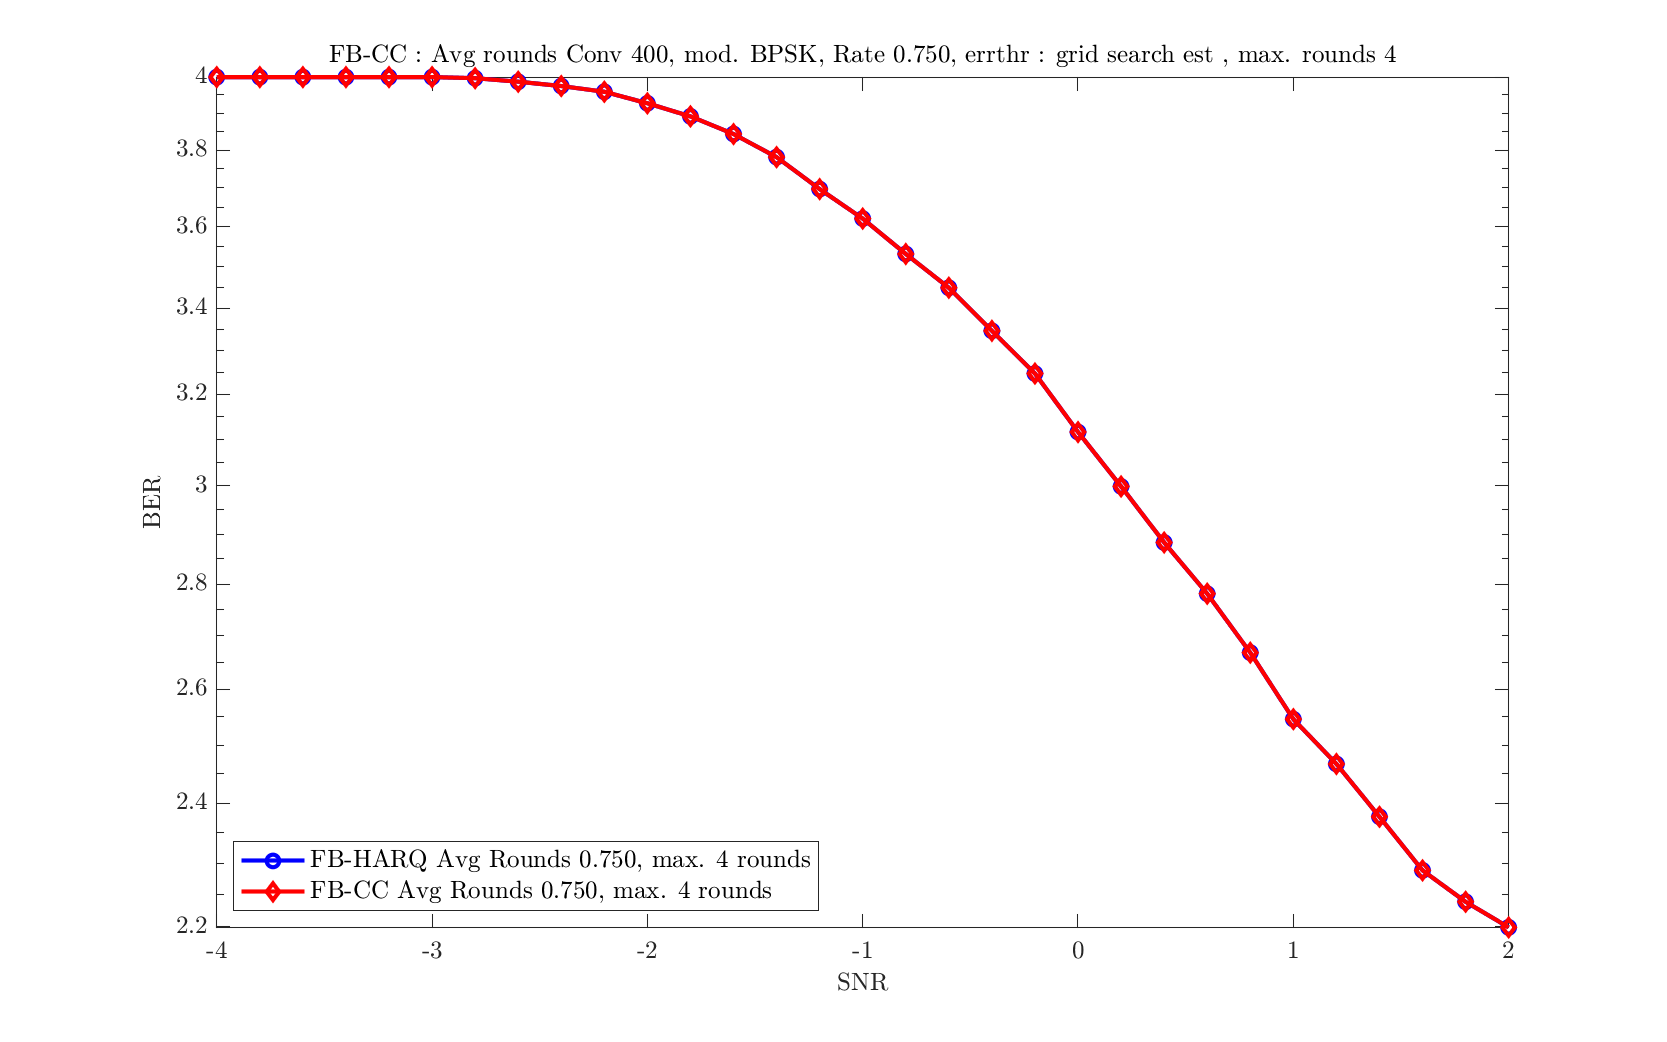 FB-CC : Avg rounds Conv 400, mod. BPSK, Rate 0.750, errthr : grid search est , max. rounds 4
4
3.8
3.6
3.4
3.2
3
2.8
2.6
2.4
2.2
BER
FB-HARQ Avg Rounds 0.750, max. 4 rounds
FB-CC Avg Rounds 0.750, max. 4 rounds
-4 -3 -2 -1 0 1 2
SNR